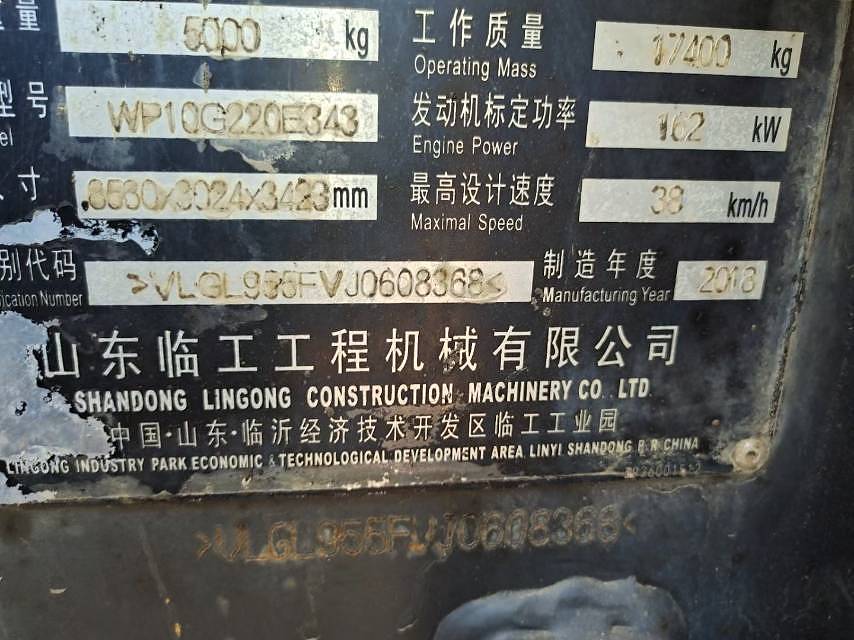 量 5000 kg 工作质量 17400 kg
Operating Mass
型号 WP10G220E343 发动机标定功率 162 kW
el Engine Power
寸 mm 最高设计速度 38 km/h
Maximal Speed
别代码 制造年度 2018
ication Number Manufacturing Year
山东临工工程机械有限公司
SHANDONG LINGONG CONSTRUCTION MACHINERY CO. LTD
中国·山东·临沂经济技术开发区临工工业园
LINGONG INDUSTRY PARK.ECONOMIC & TECHNOLOGICAL DEVELOPMENT AREA LINYI SHANDONG P.R.CHINA